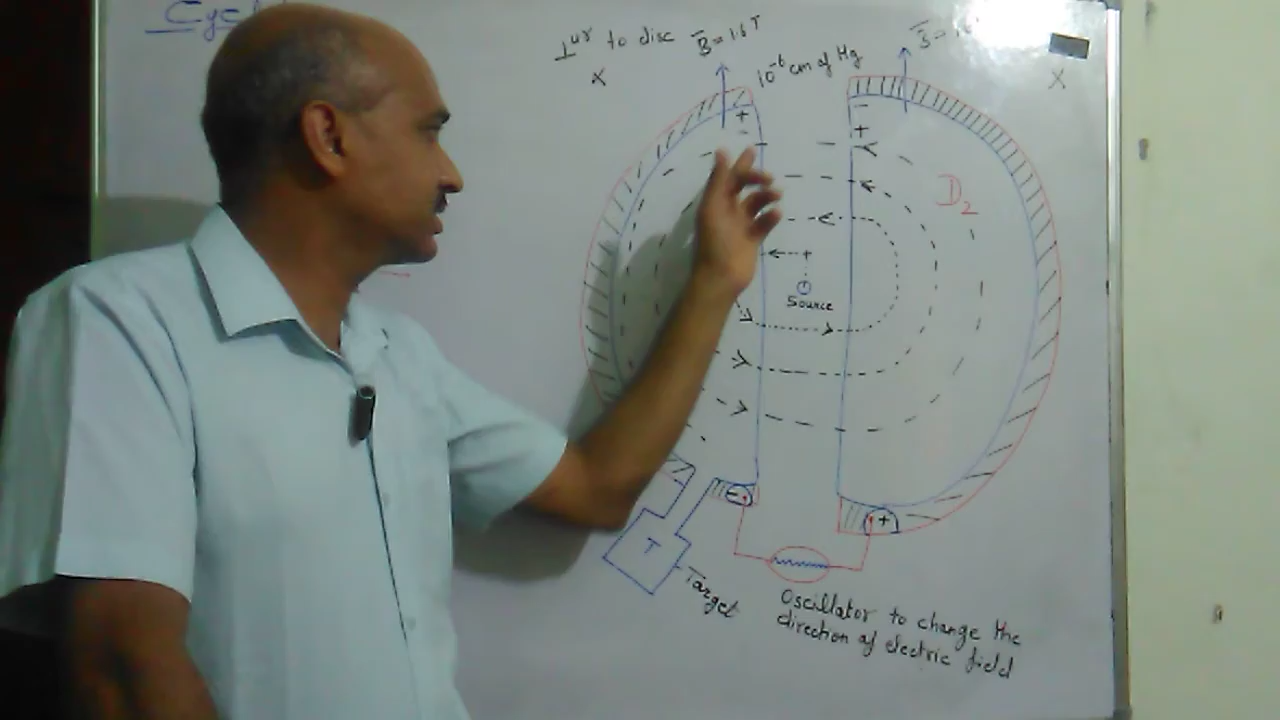 ⊥ur to disc B̅ = 1.6 T
10⁻⁶ cm of Hg
X
X
+
-
-
+
D2
+
Source
-
+
T
Target
Oscillator to change the
direction of electric field